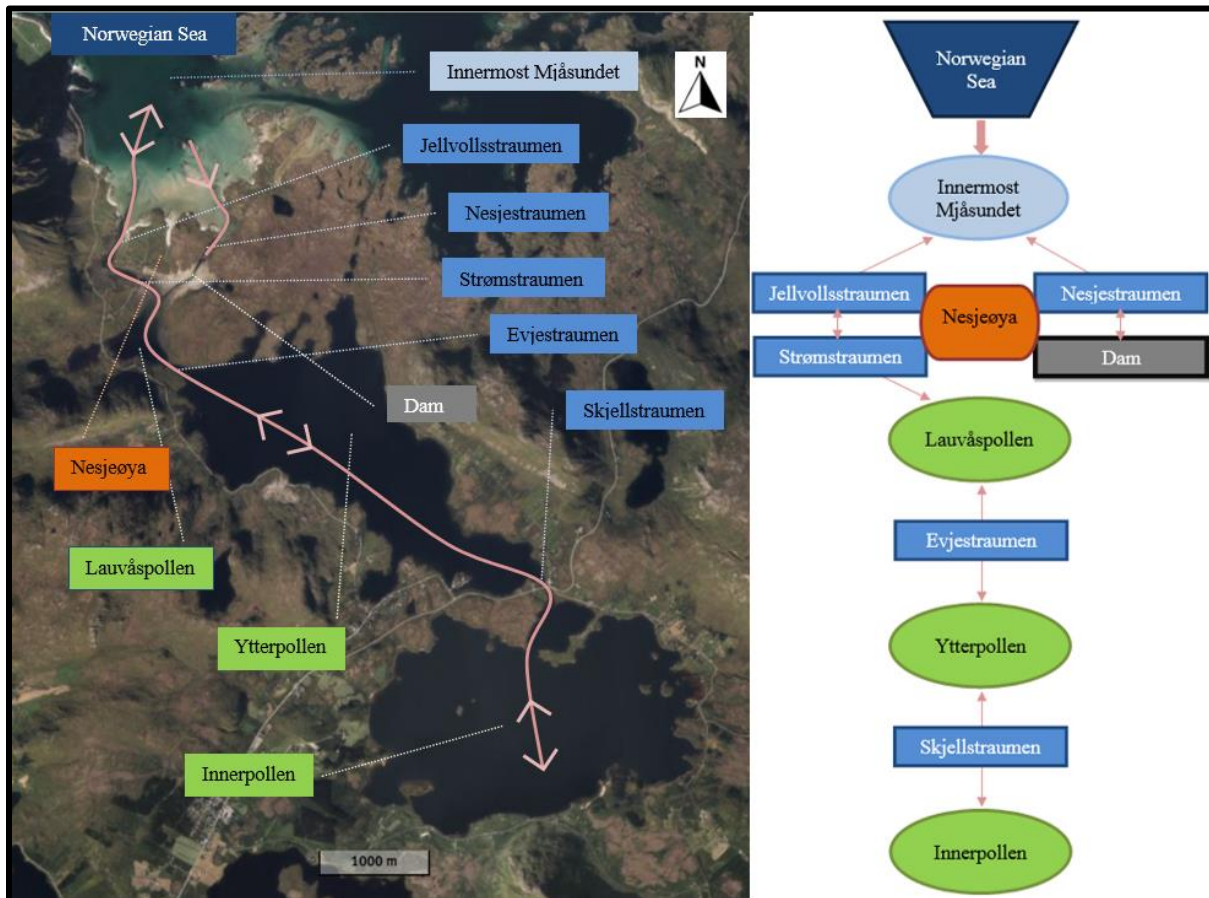 Norwegian Sea
N
Innermost Mjåsundet
Jellvollsstraumen
Nesjestraumen
Strømstraumen
Evjestraumen
Dam
Skjellstraumen
Nesjeøya
Lauvåspollen
Ytterpollen
Innerpollen
1000 m
Norwegian
Sea
Innermost
Mjåsundet
Jellvollsstraumen
Nesjestraumen
Nesjeøya
Strømstraumen
Dam
Lauvåspollen
Evjestraumen
Ytterpollen
Skjellstraumen
Innerpollen